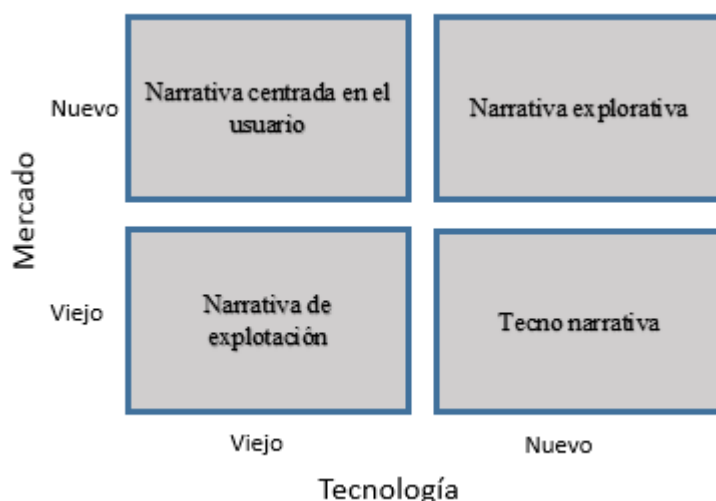 Narrativa centrada en el
usuario
Narrativa explorativa
Nuevo
Mercado
Viejo
Narrativa de
explotación
Tecno narrativa
Viejo
Nuevo
Tecnología